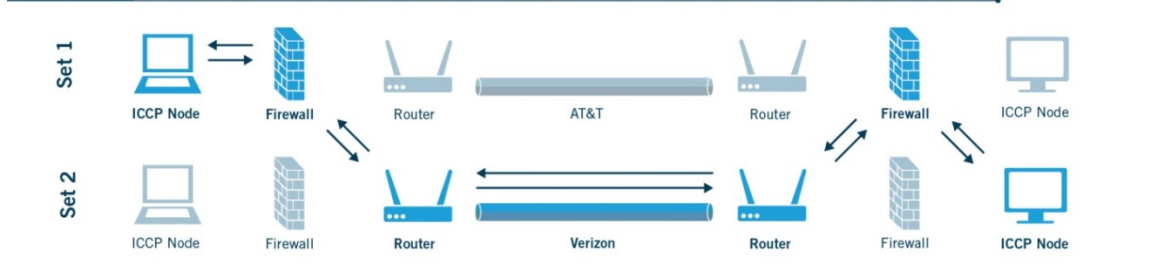 Set 1
ICCP Node
Firewall
Router
AT&T
Router
Firewall
ICCP Node
Set 2
ICCP Node
Firewall
Router
Verizon
Router
Firewall
ICCP Node